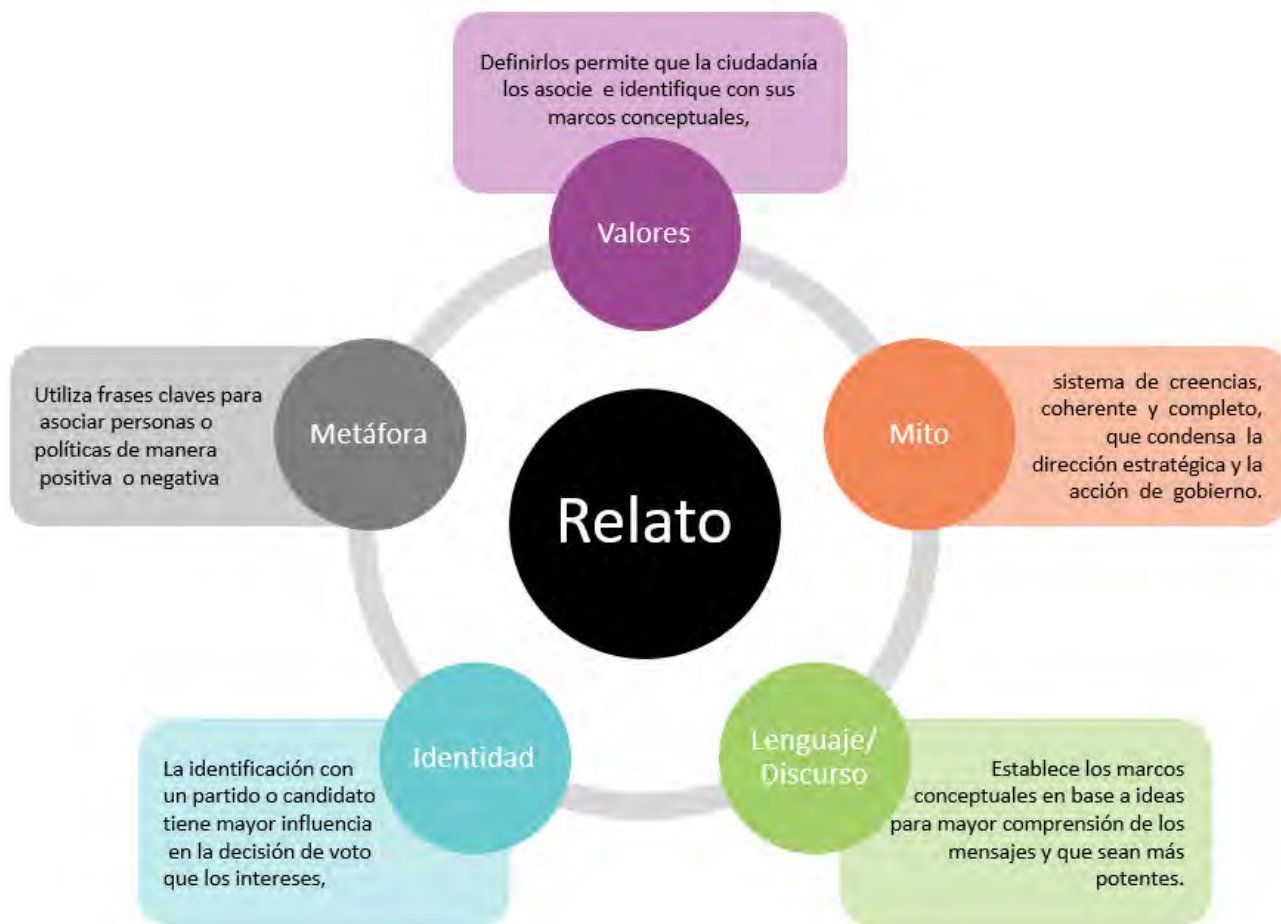 Definirlos permite que la ciudadanía
los asocie e identifique con sus
marcos conceptuales,
Valores
Utiliza frases claves para
asociar personas o
políticas de manera
positiva o negativa
Metáfora
Mito
sistema de creencias,
coherente y completo,
que condensa la
dirección estratégica y la
acción de gobierno.
Relato
La identificación con
un partido o candidato
tiene mayor influencia
en la decisión de voto
que los intereses,
Identidad
Lenguaje/
Discurso
Establece los marcos
conceptuales en base a ideas
para mayor comprensión de los
mensajes y que sean más
potentes.